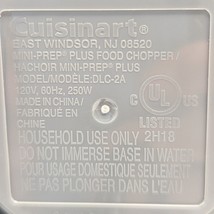 Cuisinart®
EAST WINDSOR, NJ 08520
MINI-PREP® PLUS FOOD CHOPPER/
HACHOIR MINI-PREP® PLUS
MODEL/MODÈLE:DLC-2A
120V, 60Hz, 250W
MADE IN CHINA/
FABRIQUÉ EN
CHINE
C UL US
LISTED
2H18
HOUSEHOLD USE ONLY
DO NOT IMMERSE BASE IN WATER
POUR USAGE DOMESTIQUE SEULEMENT
NE PAS PLONGER DANS L'EAU